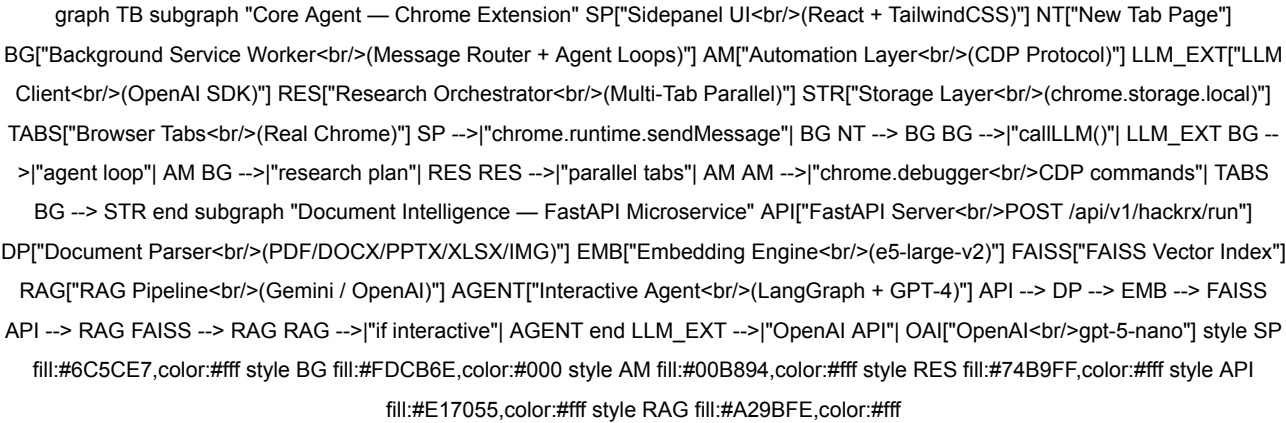 graph TB subgraph "Core Agent — Chrome Extension" SP["Sidepanel UI<br/>(React + TailwindCSS)"] NT["New Tab Page"]
BG["Background Service Worker<br/>(Message Router + Agent Loops)"] AM["Automation Layer<br/>(CDP Protocol)"] LLM_EXT["LLM
Client<br/>(OpenAI SDK)"] RES["Research Orchestrator<br/>(Multi-Tab Parallel)"] STR["Storage Layer<br/>(chrome.storage.local)"]
TABS["Browser Tabs<br/>(Real Chrome)"] SP -->|"chrome.runtime.sendMessage"| BG NT --> BG BG -->|"callLLM()"| LLM_EXT BG --
>|"agent loop"| AM BG -->|"research plan"| RES RES -->|"parallel tabs"| AM AM -->|"chrome.debugger<br/>CDP commands"| TABS
BG --> STR end subgraph "Document Intelligence — FastAPI Microservice" API["FastAPI Server<br/>POST /api/v1/hackrx/run"]
DP["Document Parser<br/>(PDF/DOCX/PPTX/XLSX/IMG)"] EMB["Embedding Engine<br/>(e5-large-v2)"] FAISS["FAISS Vector Index"]
RAG["RAG Pipeline<br/>(Gemini / OpenAI)"] AGENT["Interactive Agent<br/>(LangGraph + GPT-4)"] API --> DP --> EMB --> FAISS
API --> RAG FAISS --> RAG RAG -->|"if interactive"| AGENT end LLM_EXT -->|"OpenAI API"| OAI["OpenAI<br/>gpt-5-nano"] style SP
fill:#6C5CE7,color:#fff style BG fill:#FDCB6E,color:#000 style AM fill:#00B894,color:#fff style RES fill:#74B9FF,color:#fff style API
fill:#E17055,color:#fff style RAG fill:#A29BFE,color:#fff